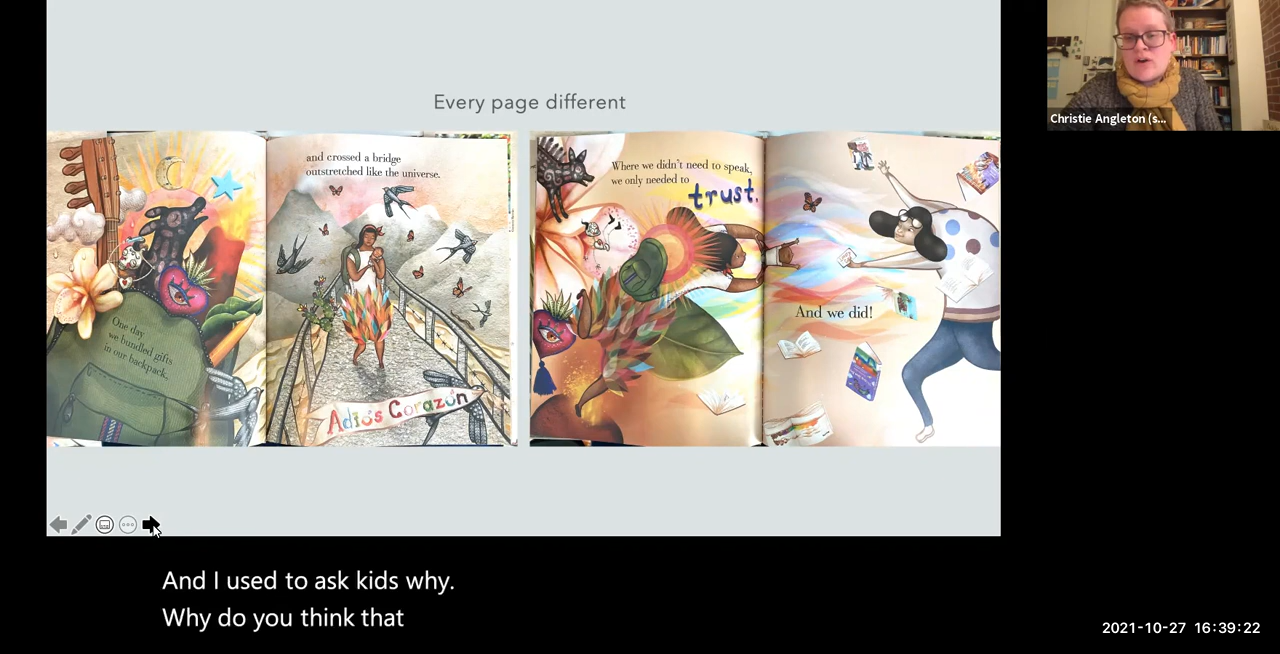 Every page different
One day
we bundled gifts
in our backpack,
and crossed a bridge
outstretched like the universe.
Adiós Corazón
Where we didn't need to speak,
we only needed to
trust.
And we did!
Christie Angleton (s...
And I used to ask kids why.
Why do you think that
2021-10-27 16:39:22